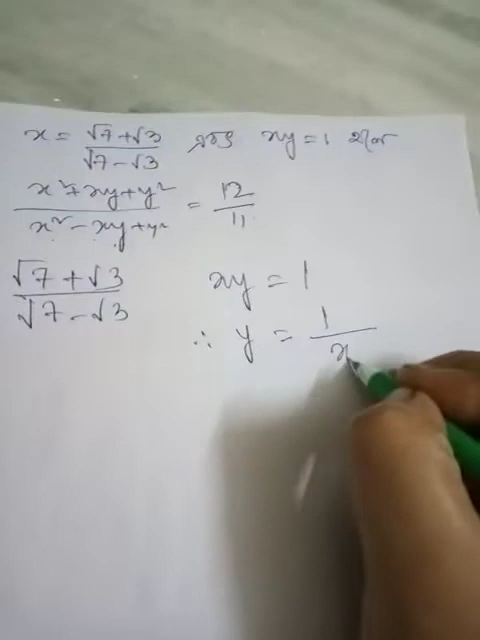 x = √7+√3 / √7-√3 এবং xy=1 হলে
x²+xy+y² / x²-xy+y² = 12 / 11
√7+√3 / √7-√3
xy = 1
∴ y = 1 / x